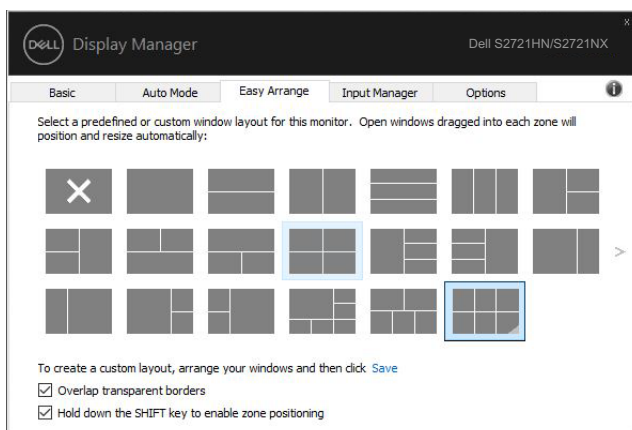 DELL Display Manager Dell S2721HN/S2721NX
Basic Auto Mode Easy Arrange Input Manager Options
Select a predefined or custom window layout for this monitor. Open windows dragged into each zone will
position and resize automatically:
To create a custom layout, arrange your windows and then click Save
Overlap transparent borders
Hold down the SHIFT key to enable zone positioning